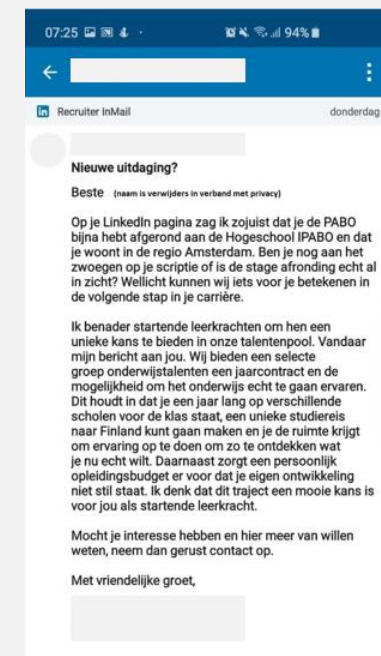 07:25
94%
in Recruiter InMail donderdag
Nieuwe uitdaging?
Beste (naam is verwijders in verband met privacy)
Op je LinkedIn pagina zag ik zojuist dat je de PABO
bijna hebt afgerond aan de Hogeschool IPABO en dat
je woont in de regio Amsterdam. Ben je nog aan het
zwoegen op je scriptie of is de stage afronding echt al
in zicht? Wellicht kunnen wij iets voor je betekenen in
de volgende stap in je carrière.
Ik benader startende leerkrachten om hen een
unieke kans te bieden in onze talentenpool. Vandaar
mijn bericht aan jou. Wij bieden een selecte
groep onderwijstalenten een jaarcontract en de
mogelijkheid om het onderwijs echt te gaan ervaren.
Dit houdt in dat je een jaar lang op verschillende
scholen voor de klas staat, een unieke studiereis
naar Finland kunt gaan maken en je de ruimte krijgt
om ervaring op te doen om zo te ontdekken wat
je nu echt wilt. Daarnaast zorgt een persoonlijk
opleidingsbudget er voor dat je eigen ontwikkeling
niet stil staat. Ik denk dat dit traject een mooie kans is
voor jou als startende leerkracht.
Mocht je interesse hebben en hier meer van willen
weten, neem dan gerust contact op.
Met vriendelijke groet,